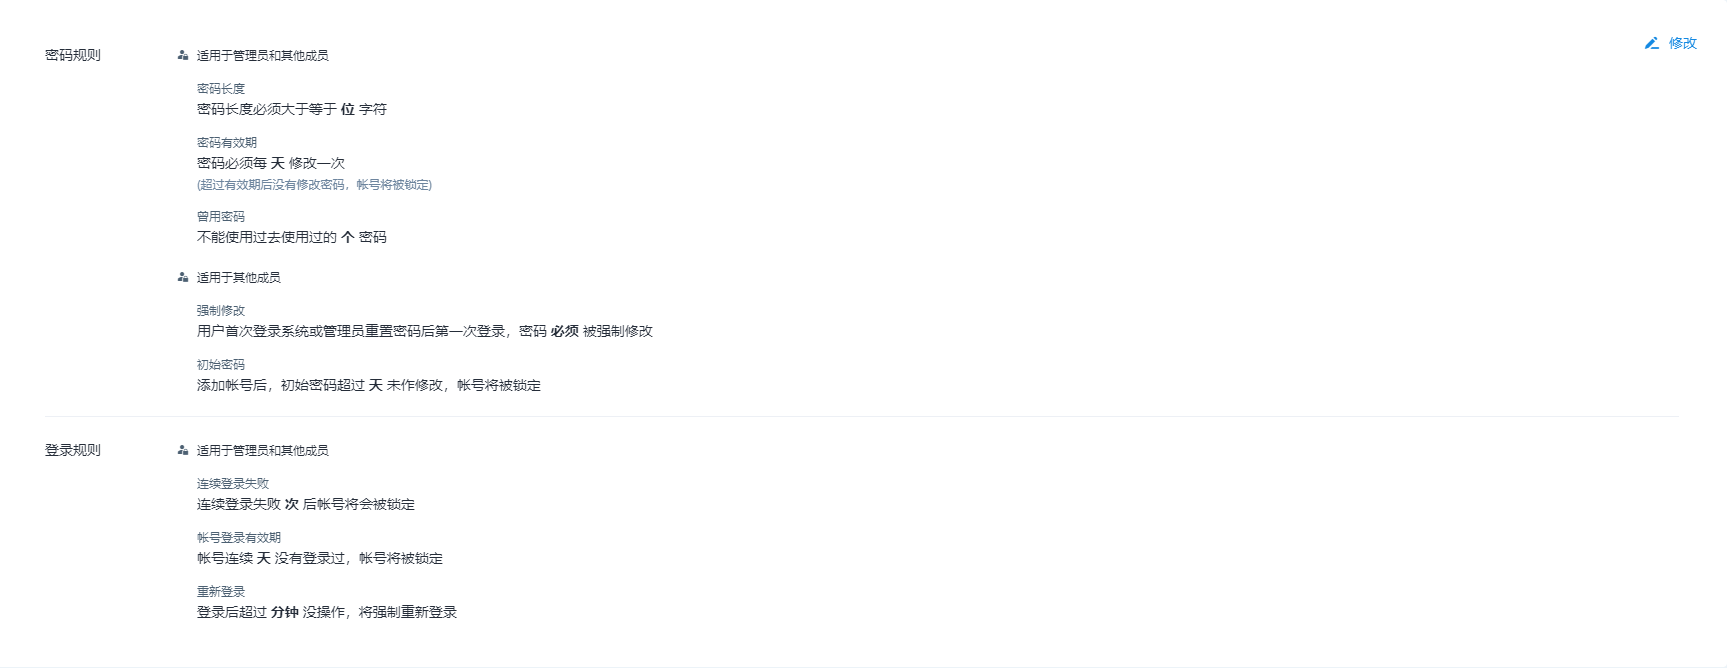 修改
密码规则
适用于管理员和其他成员
密码长度
密码长度必须大于等于 位 字符
密码有效期
密码必须每 天 修改一次
(超过有效期后没有修改密码，帐号将被锁定)
曾用密码
不能使用过去使用过的 个 密码
适用于其他成员
强制修改
用户首次登录系统或管理员重置密码后第一次登录，密码 必须 被强制修改
初始密码
添加帐号后，初始密码超过 天 未作修改，帐号将被锁定
登录规则
适用于管理员和其他成员
连续登录失败
连续登录失败 次 后帐号将会被锁定
帐号登录有效期
帐号连续 天 没有登录过，帐号将被锁定
重新登录
登录后超过 分钟 没操作，将强制重新登录